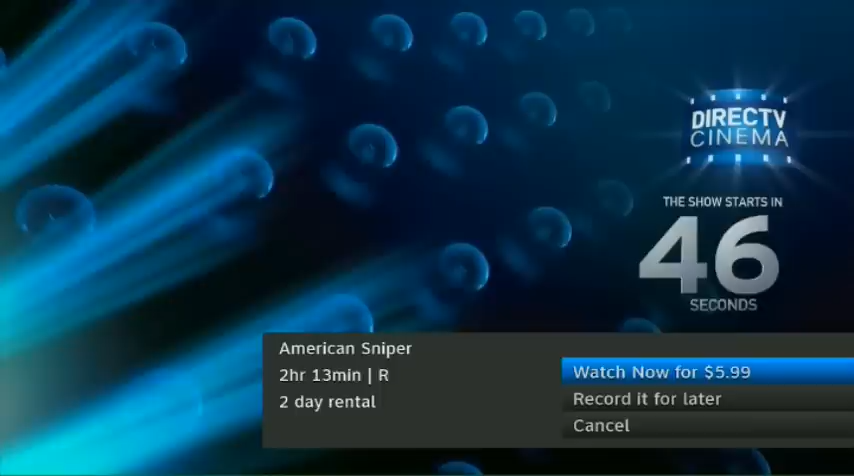 DIRECTV
CINEMA
THE SHOW STARTS IN
46
SECONDS
American Sniper
2hr 13min | R
2 day rental
Watch Now for $5.99
Record it for later
Cancel